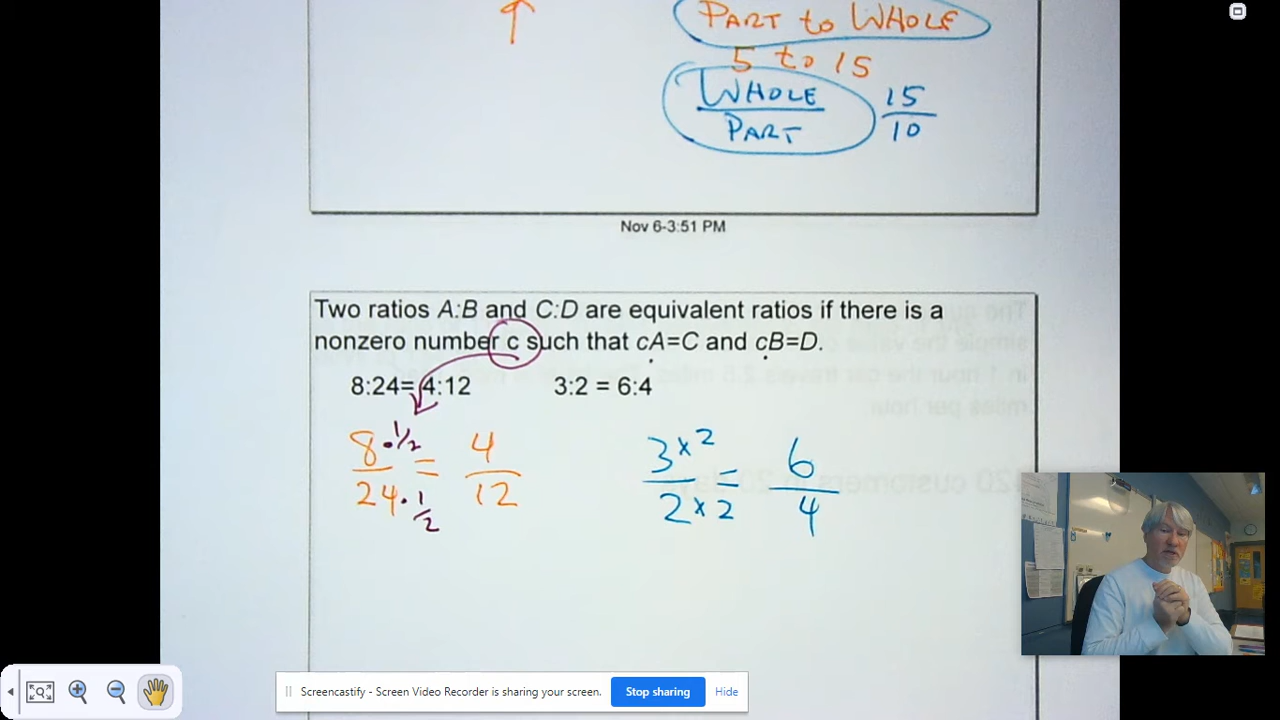 PART to WHOLE
5 to 15
WHOLE
PART
15
10
Nov 6-3:51 PM
Two ratios A:B and C:D are equivalent ratios if there is a
nonzero number c such that cA=C and cB=D.
8:24=4:12 3:2 = 6:4
8 · 1/2 = 4
24 · 1/2 12
3 x 2 = 6
2 x 2 4
Screencastify - Screen Video Recorder is sharing your screen. Stop sharing Hide